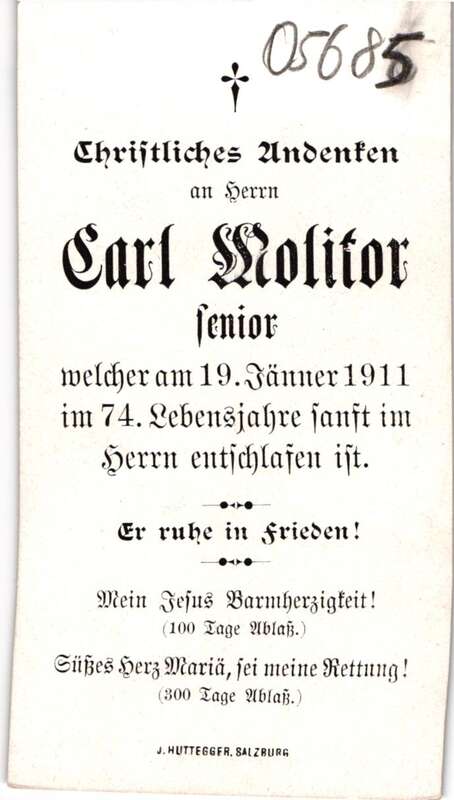 05685
Chriſtliches Andenken
an Herrn
Carl Molitor
ſenior
welcher am 19. Jänner 1911
im 74. Lebensjahre ſanft im
Herrn entſchlafen iſt.
Er ruhe in Frieden!
Mein Jeſus Barmherzigkeit!
(100 Tage Ablaß.)
Süßes Herz Mariä, ſei meine Rettung!
(300 Tage Ablaß.)
J. HUTTEGGER, SALZBURG